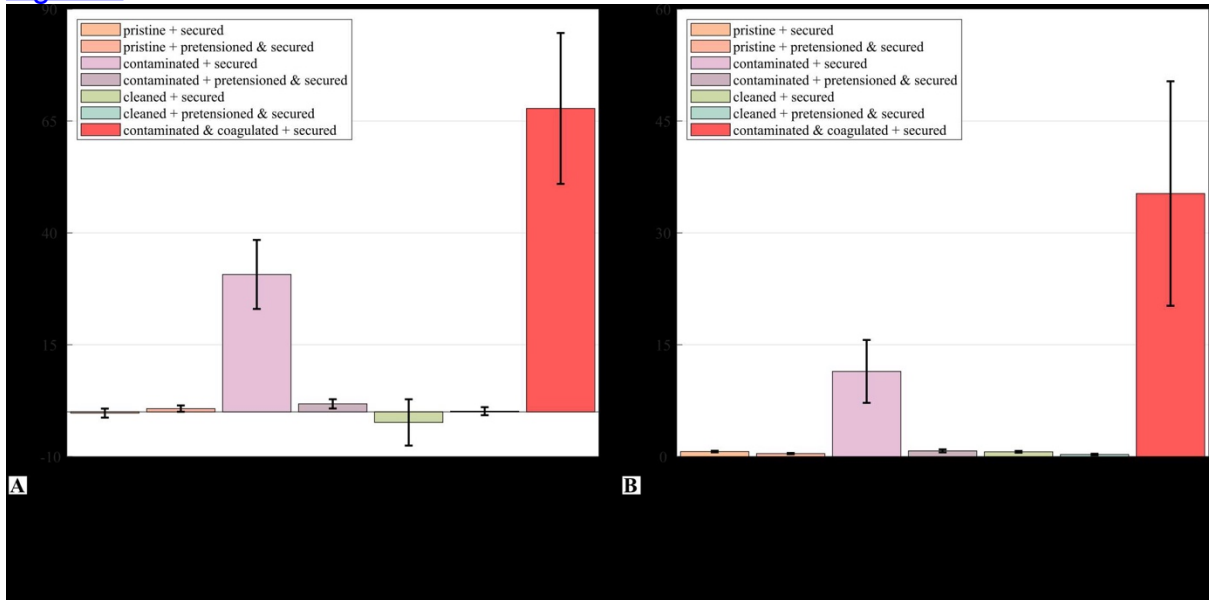 90
pristine + secured
pristine + pretensioned & secured
contaminated + secured
contaminated + pretensioned & secured
cleaned + secured
cleaned + pretensioned & secured
contaminated & coagulated + secured
65
40
15
-10
A
60
pristine + secured
pristine + pretensioned & secured
contaminated + secured
contaminated + pretensioned & secured
cleaned + secured
cleaned + pretensioned & secured
contaminated & coagulated + secured
45
30
15
0
B